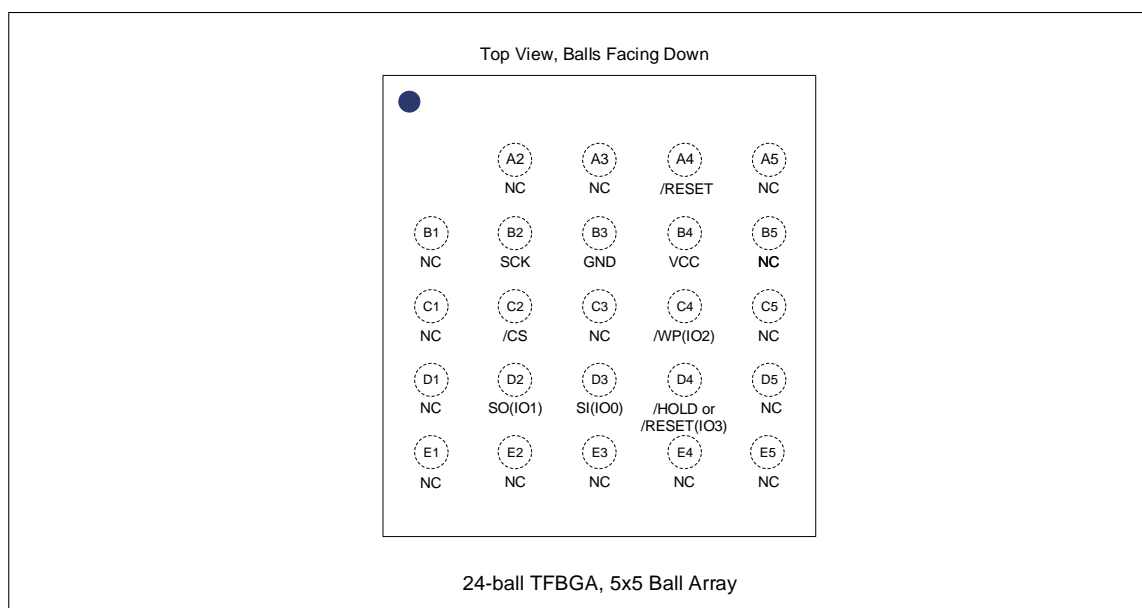 Top View, Balls Facing Down
A2 A3 A4 A5
NC NC /RESET NC
B1 B2 B3 B4 B5
NC SCK GND VCC NC
C1 C2 C3 C4 C5
NC /CS NC /WP(IO2) NC
D1 D2 D3 D4 D5
NC SO(IO1) SI(IO0) /HOLD or NC
/RESET(IO3)
E1 E2 E3 E4 E5
NC NC NC NC NC
24-ball TFBGA, 5x5 Ball Array